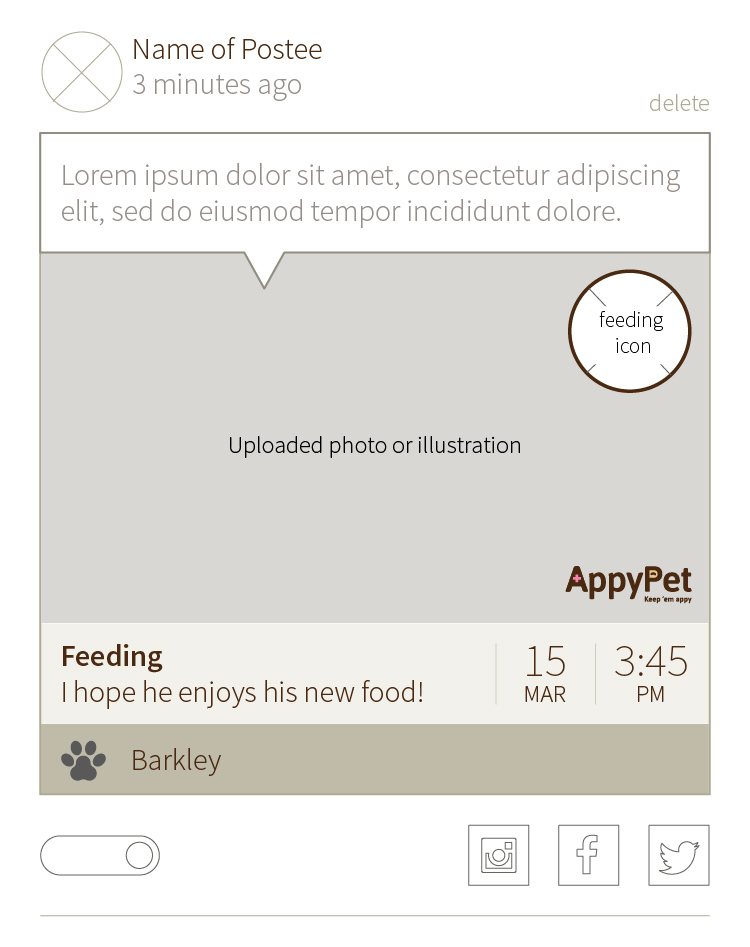 Name of Postee
3 minutes ago
delete
Lorem ipsum dolor sit amet, consectetur adipiscing
elit, sed do eiusmod tempor incididunt dolore.
feeding
icon
Uploaded photo or illustration
AppyPet
Keep 'em appy
Feeding
I hope he enjoys his new food!
15
MAR
3:45
PM
Barkley